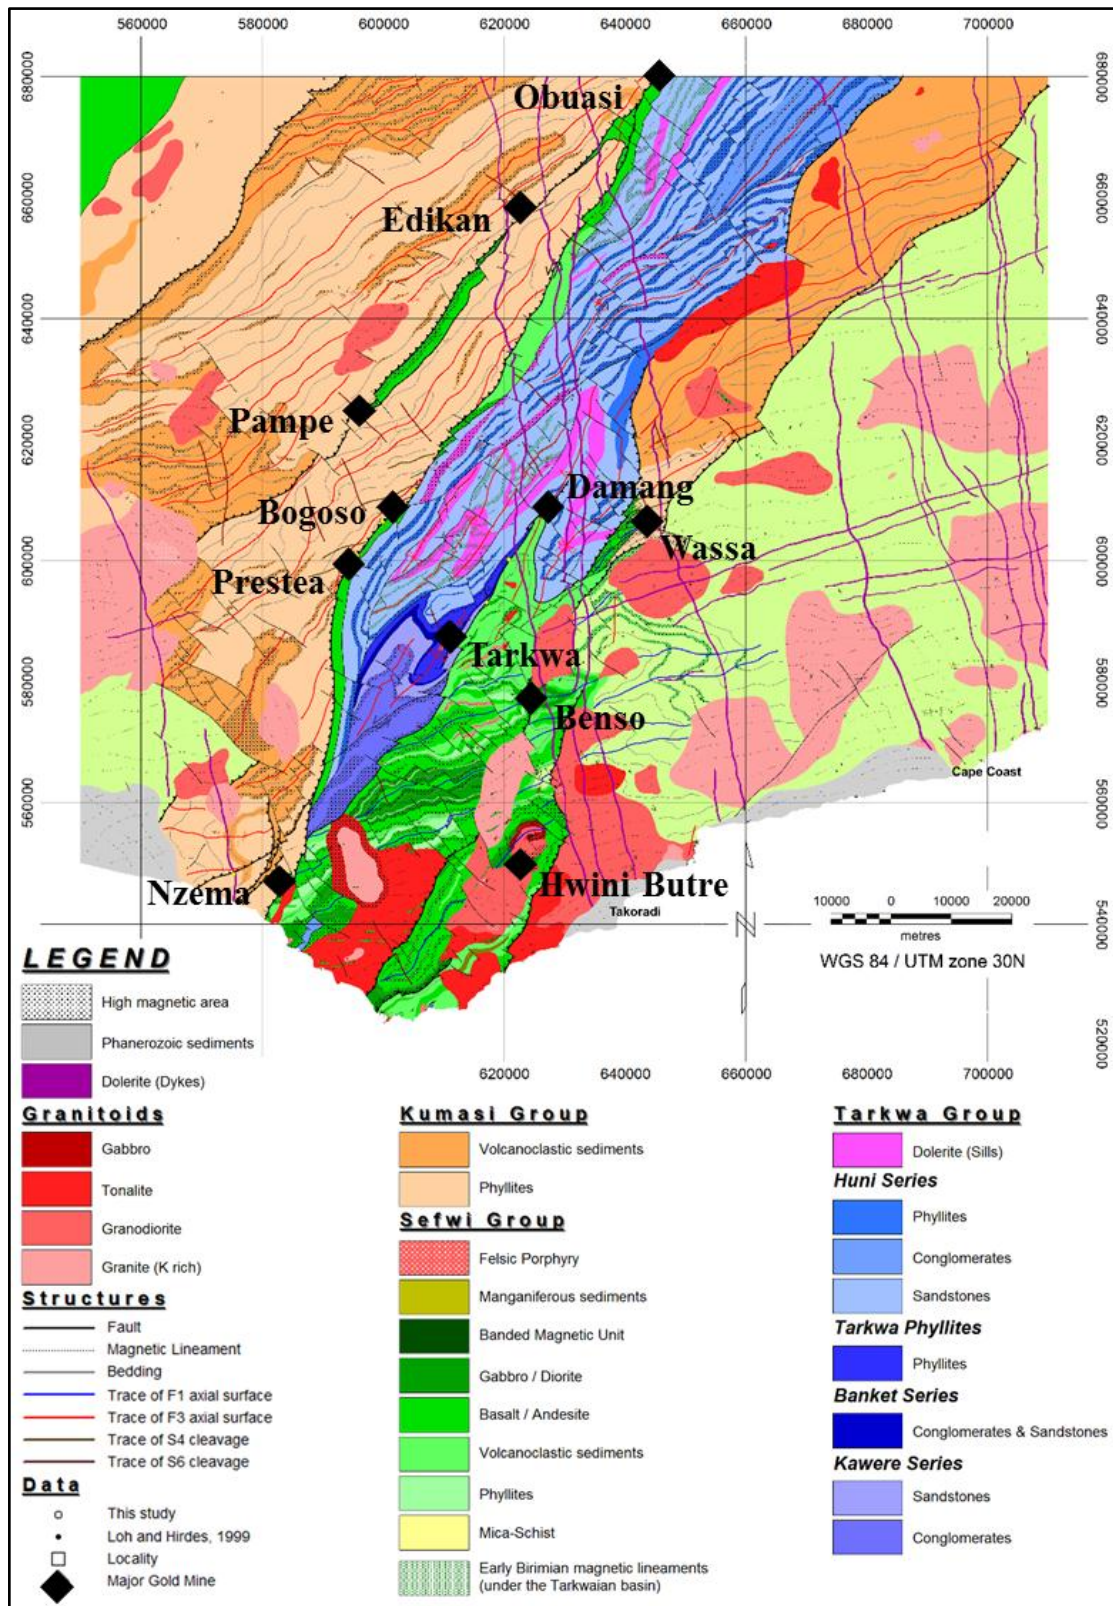 560000 580000 600000 620000 640000 660000 680000 700000
680000
680000
Obuasi
660000
660000
Edikan
640000
640000
Pampe
620000
620000
Damang
Bogoso
Wassa
600000
600000
Prestea
Tarkwa
580000
580000
Benso
Cape Coast
560000
560000
Nzema
Hwini Butre
Takoradi
10000 0 10000 20000
metres
540000
N
WGS 84 / UTM zone 30N
520000
620000 640000 660000 680000 700000
LEGEND
High magnetic area
Phanerozoic sediments
Dolerite (Dykes)
Granitoids
Gabbro
Tonalite
Granodiorite
Granite (K rich)
Structures
Fault
Magnetic Lineament
Bedding
Trace of F1 axial surface
Trace of F3 axial surface
Trace of S4 cleavage
Trace of S6 cleavage
Data
This study
Loh and Hirdes, 1999
Locality
Major Gold Mine
Kumasi Group
Volcanoclastic sediments
Phyllites
Sefwi Group
Felsic Porphyry
Manganiferous sediments
Banded Magnetic Unit
Gabbro / Diorite
Basalt / Andesite
Volcanoclastic sediments
Phyllites
Mica-Schist
Early Birimian magnetic lineaments
(under the Tarkwaian basin)
Tarkwa Group
Dolerite (Sills)
Huni Series
Phyllites
Conglomerates
Sandstones
Tarkwa Phyllites
Phyllites
Banket Series
Conglomerates & Sandstones
Kawere Series
Sandstones
Conglomerates